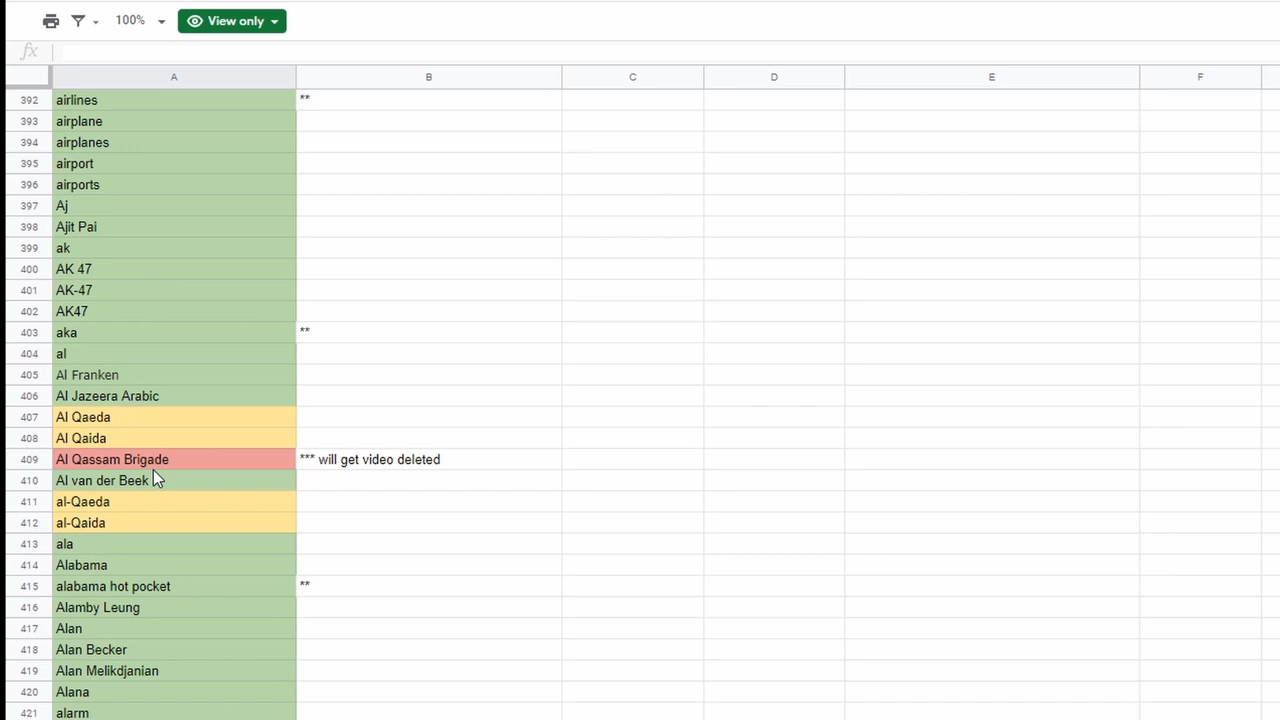 100% View only
fx
A B C D E F
392 airlines **
393 airplane
394 airplanes
395 airport
396 airports
397 Aj
398 Ajit Pai
399 ak
400 AK 47
401 AK-47
402 AK47
403 aka **
404 al
405 Al Franken
406 Al Jazeera Arabic
407 Al Qaeda
408 Al Qaida
409 Al Qassam Brigade *** will get video deleted
410 Al van der Beek
411 al-Qaeda
412 al-Qaida
413 ala
414 Alabama
415 alabama hot pocket **
416 Alamby Leung
417 Alan
418 Alan Becker
419 Alan Melikdjanian
420 Alana
421 alarm